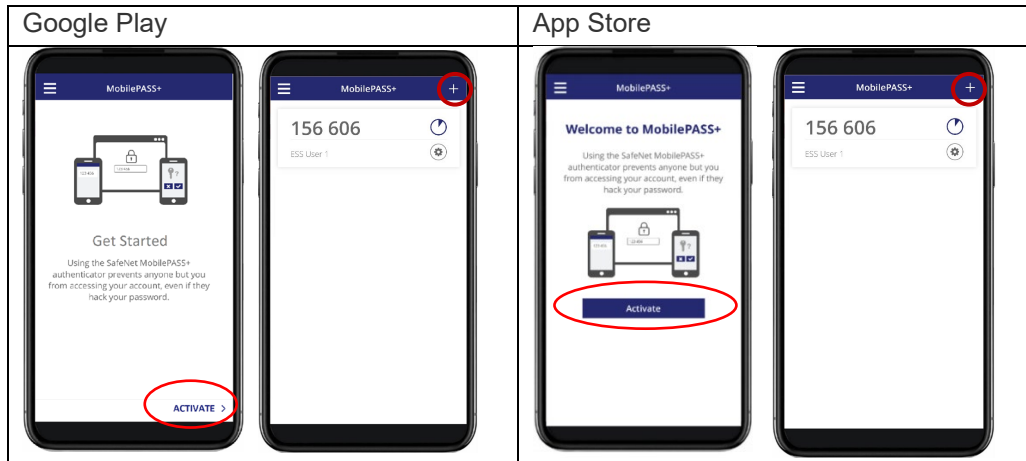 Google Play
App Store
MobilePASS+
Get Started
Using the SafeNet MobilePASS+
authenticator prevents anyone but you
from accessing your account, even if they
hack your password.
ACTIVATE >
MobilePASS+ +
156 606
ESS User 1
MobilePASS+
Welcome to MobilePASS+
Using the SafeNet MobilePASS+
authenticator prevents anyone but you
from accessing your account, even if they
hack your password.
Activate
MobilePASS+ +
156 606
ESS User 1